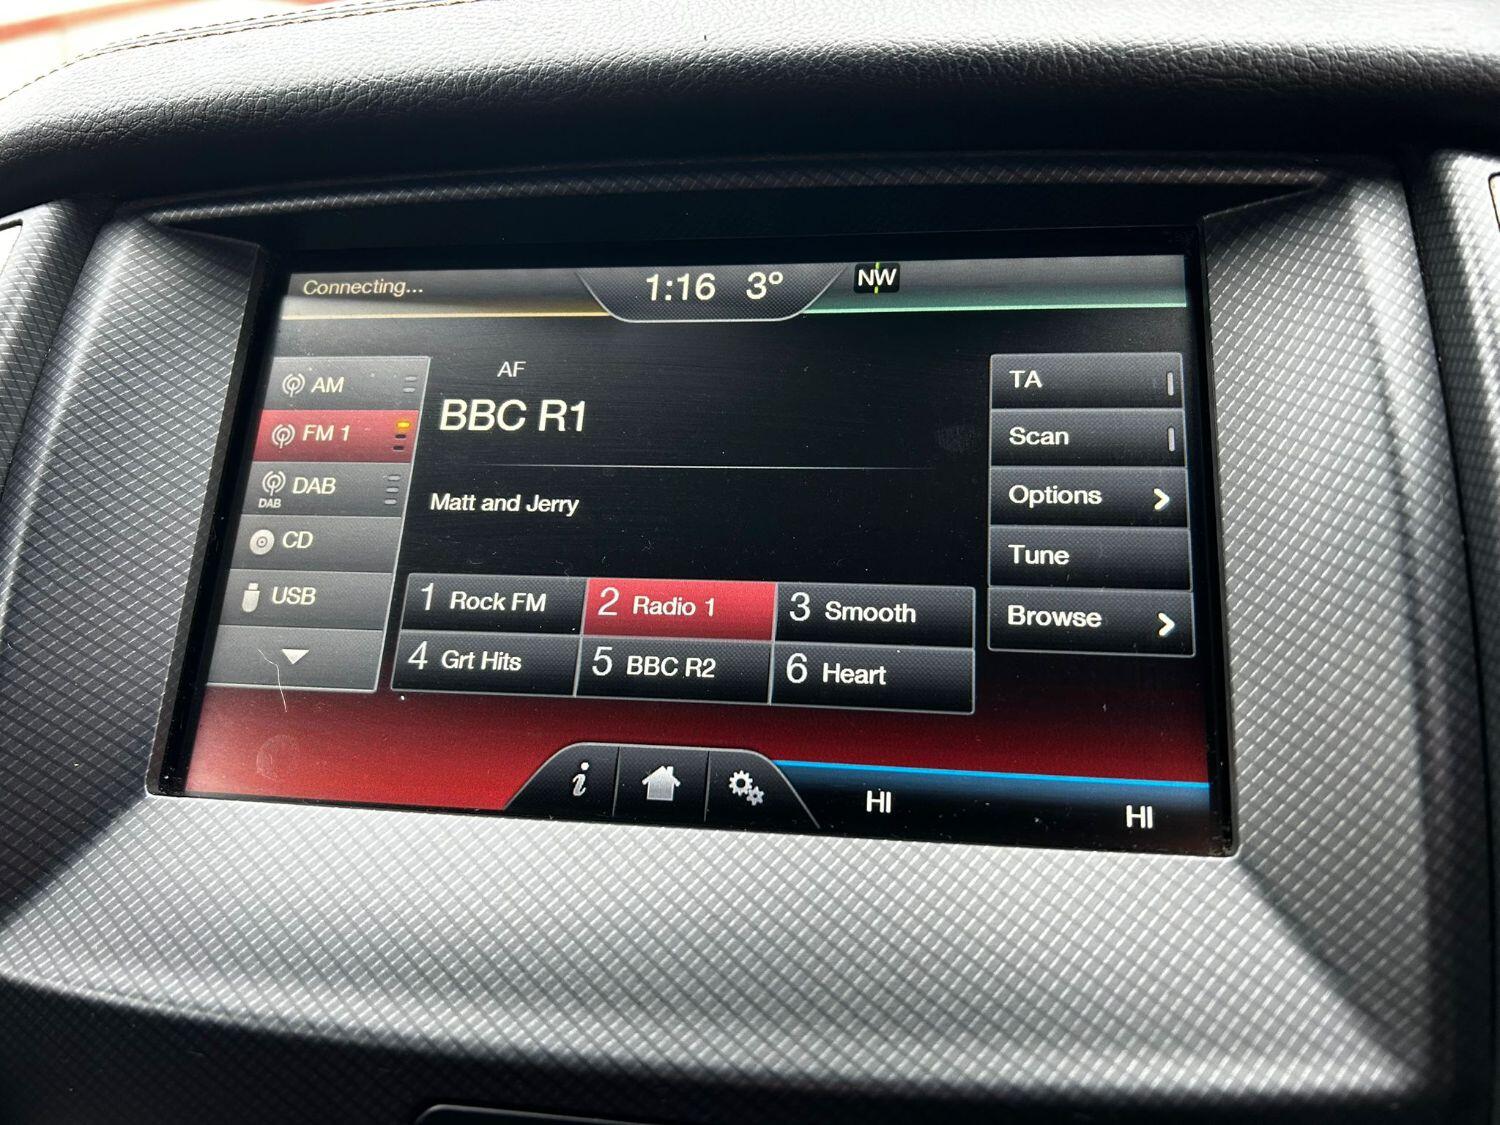 Connecting...
1:16 3° NW
AM
FM 1
DAB
DAB
CD
USB
AF
BBC R1
Matt and Jerry
1 Rock FM
2 Radio 1
3 Smooth
4 Grt Hits
5 BBC R2
6 Heart
TA
Scan
Options
Tune
Browse
i
HI
HI